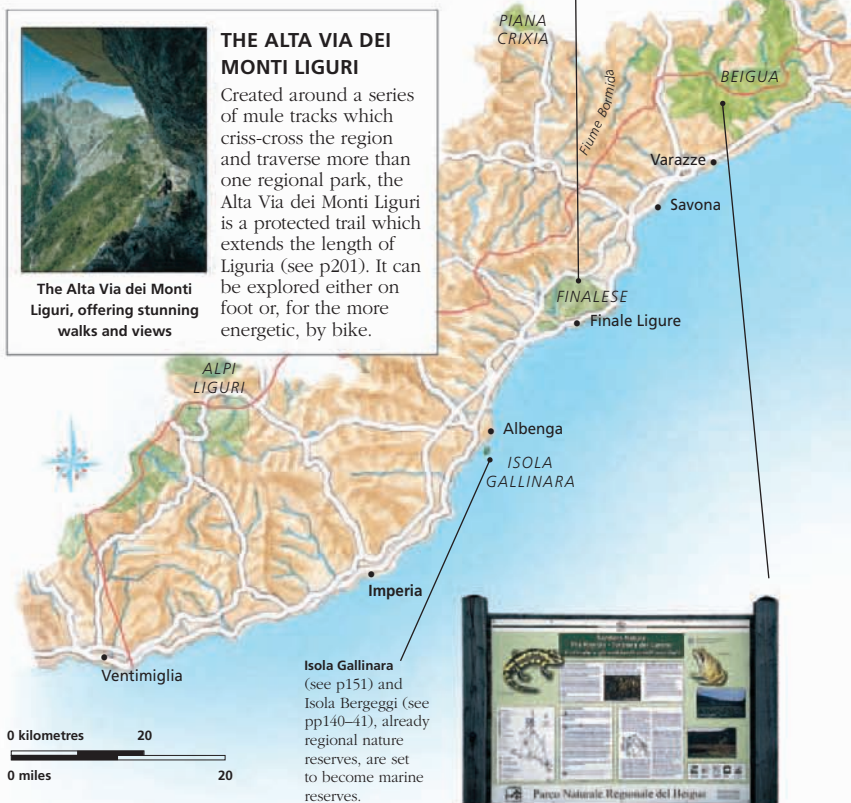 THE ALTA VIA DEI
MONTI LIGURI
Created around a series
of mule tracks which
criss-cross the region
and traverse more than
one regional park, the
Alta Via dei Monti Liguri
is a protected trail which
extends the length of
Liguria (see p201). It can
be explored either on
foot or, for the more
energetic, by bike.
The Alta Via dei Monti
Liguri, offering stunning
walks and views
PIANA
CRIXIA
BEIGUA
Fiume Bormida
Varazze
Savona
FINALESE
Finale Ligure
ALPI
LIGURI
Albenga
ISOLA
GALLINARA
Imperia
Ventimiglia
Isola Gallinara
(see p151) and
Isola Bergeggi (see
pp140–41), already
regional nature
reserves, are set
to become marine
reserves.
0 kilometres 20
0 miles 20
Parco Naturale Regionale del Beigua